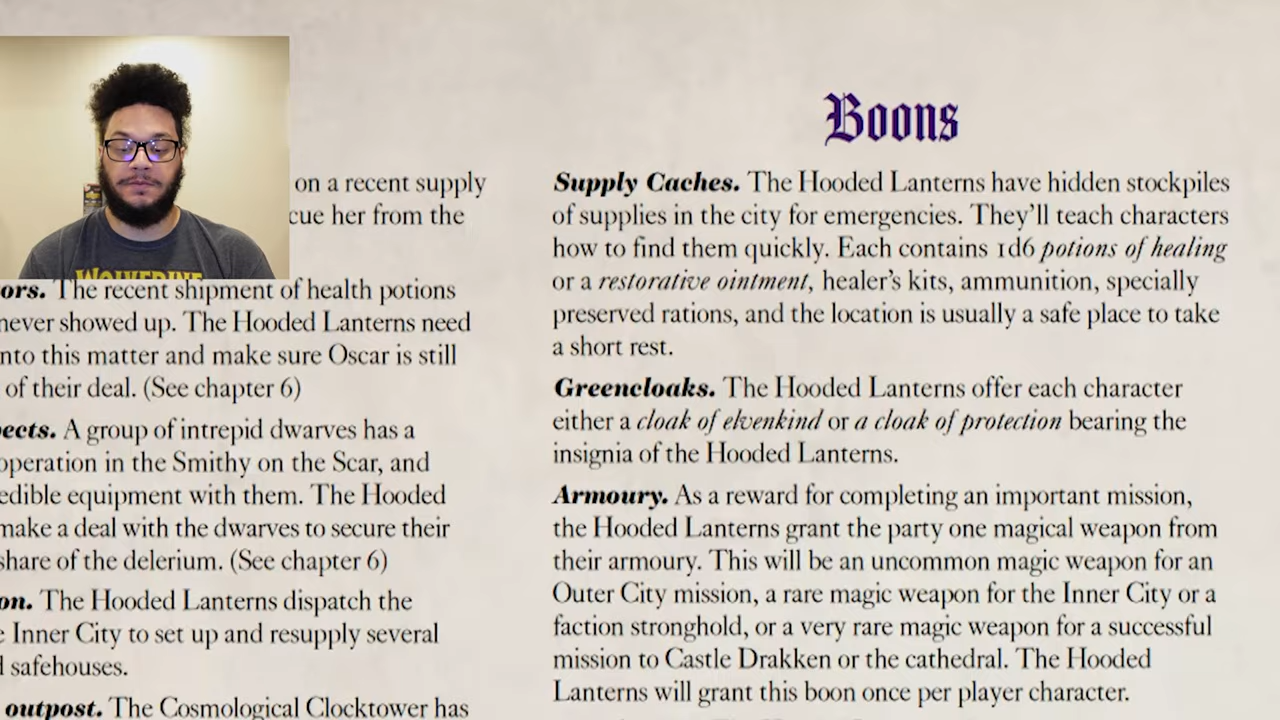 on a recent supply
cue her from the
WOLVERINE
ors. The recent shipment of health potions
never showed up. The Hooded Lanterns need
nto this matter and make sure Oscar is still
of their deal. (See chapter 6)
ects. A group of intrepid dwarves has a
operation in the Smithy on the Scar, and
edible equipment with them. The Hooded
make a deal with the dwarves to secure their
share of the delerium. (See chapter 6)
on. The Hooded Lanterns dispatch the
e Inner City to set up and resupply several
d safehouses.
outpost. The Cosmological Clocktower has
Boons
Supply Caches. The Hooded Lanterns have hidden stockpiles
of supplies in the city for emergencies. They’ll teach characters
how to find them quickly. Each contains 1d6 potions of healing
or a restorative ointment, healer’s kits, ammunition, specially
preserved rations, and the location is usually a safe place to take
a short rest.
Greencloaks. The Hooded Lanterns offer each character
either a cloak of elvenkind or a cloak of protection bearing the
insignia of the Hooded Lanterns.
Armoury. As a reward for completing an important mission,
the Hooded Lanterns grant the party one magical weapon from
their armoury. This will be an uncommon magic weapon for an
Outer City mission, a rare magic weapon for the Inner City or a
faction stronghold, or a very rare magic weapon for a successful
mission to Castle Drakken or the cathedral. The Hooded
Lanterns will grant this boon once per player character.